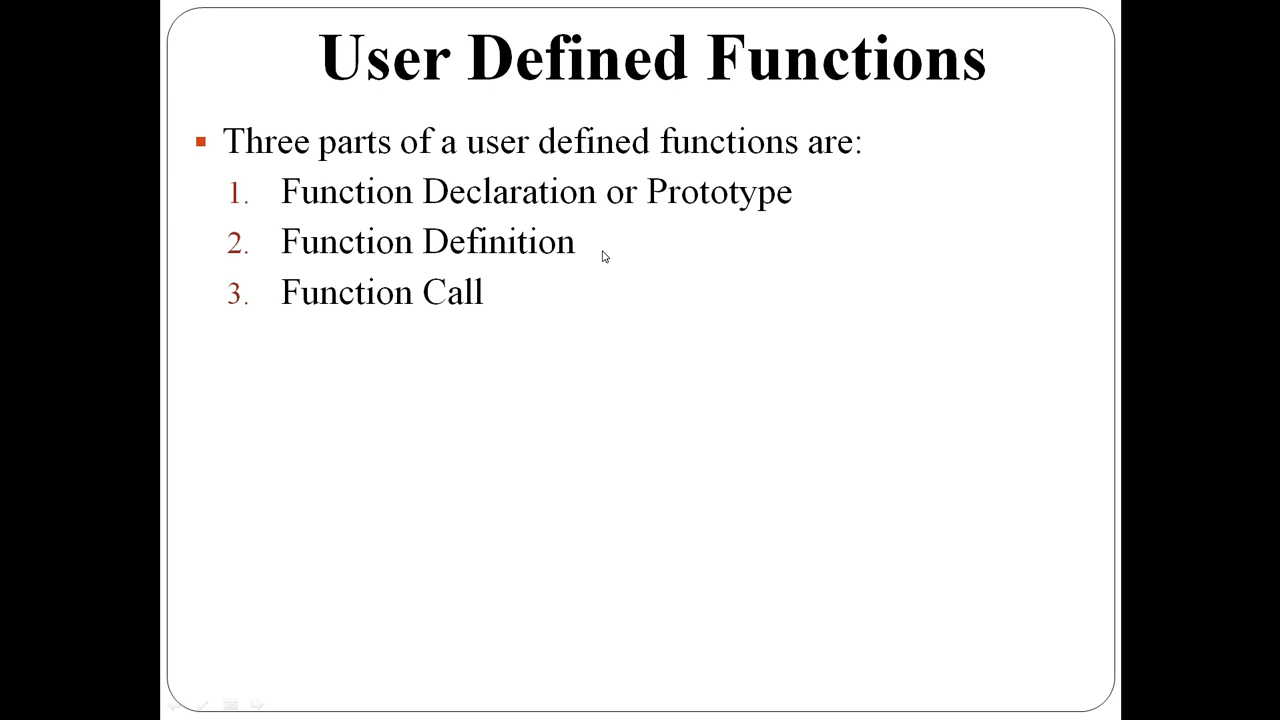 User Defined Functions
▪ Three parts of a user defined functions are:
1. Function Declaration or Prototype
2. Function Definition
3. Function Call